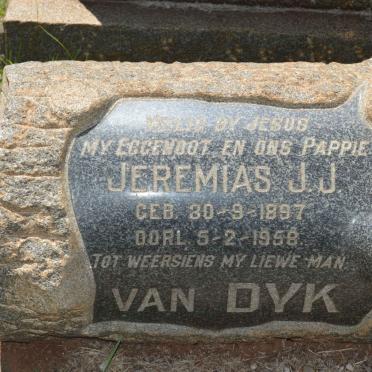 VEILIG BY JESUS
MY EGGENOOT EN ONS PAPPIE
JEREMIAS J.J
GEB. 30-9-1897
OORL. 5-2-1958
TOT WEERSIENS MY LIEWE MAN
VAN DYK